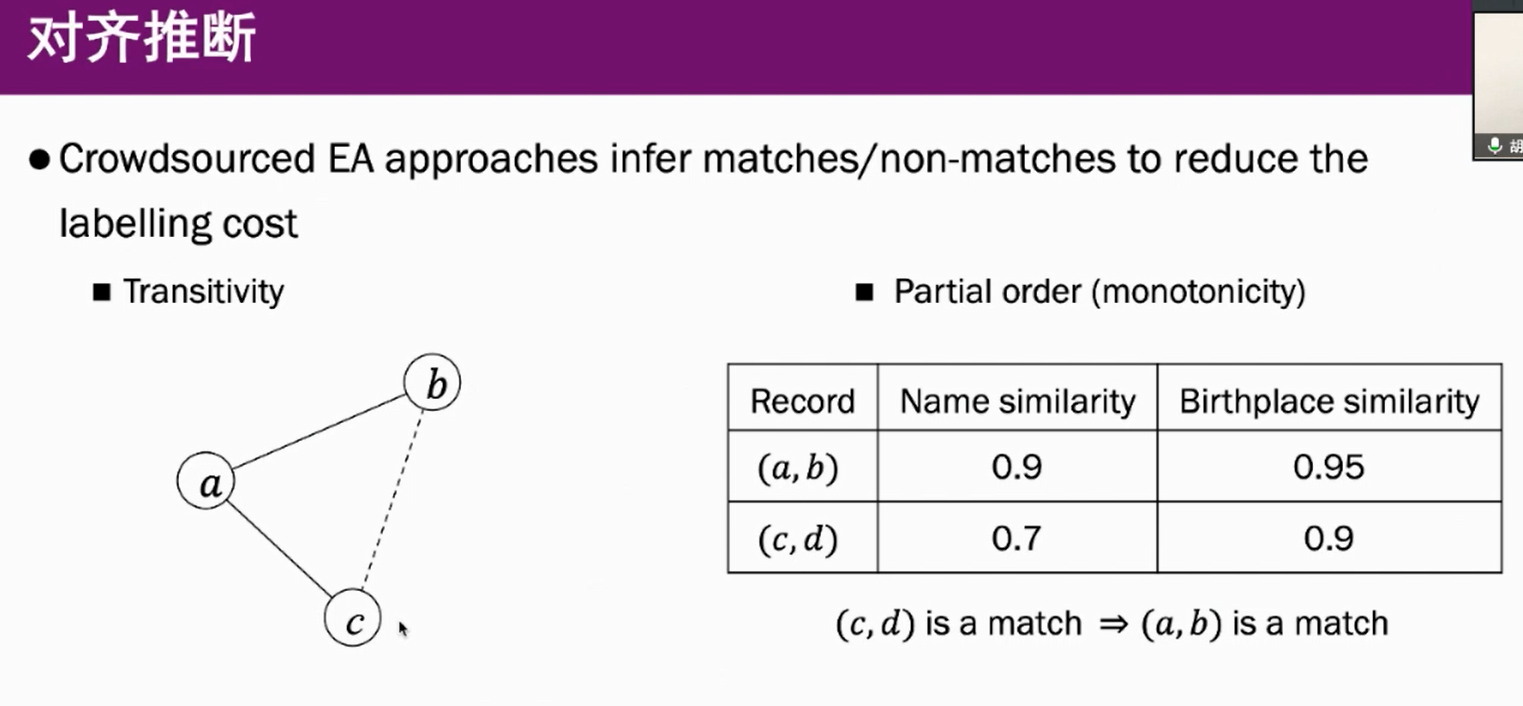 对齐推断
胡
● Crowdsourced EA approaches infer matches/non-matches to reduce the
labelling cost
■ Transitivity
b
a
c
■ Partial order (monotonicity)
Record Name similarity Birthplace similarity
(a, b) 0.9 0.95
(c, d) 0.7 0.9
(c, d) is a match ⇒ (a, b) is a match